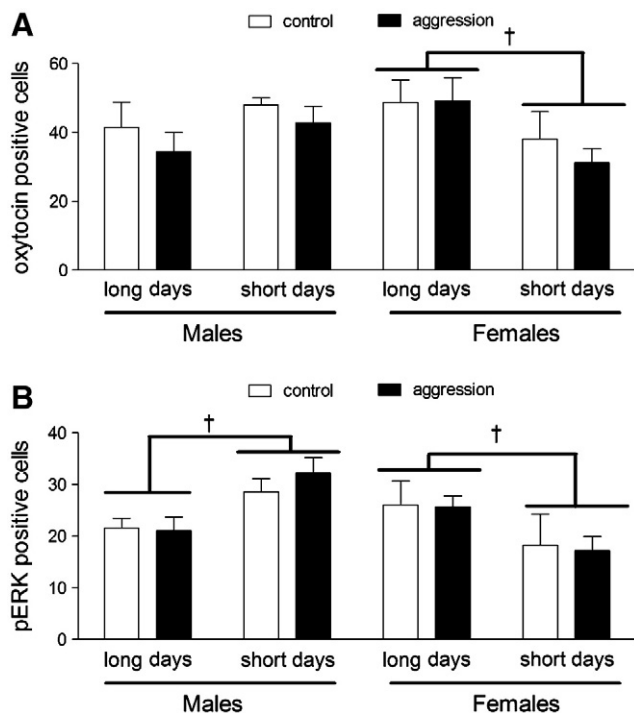 A
control aggression
†
oxytocin positive cells
60
40
20
0
long days short days long days short days
Males Females
B
control aggression
† †
pERK positive cells
40
30
20
10
0
long days short days long days short days
Males Females